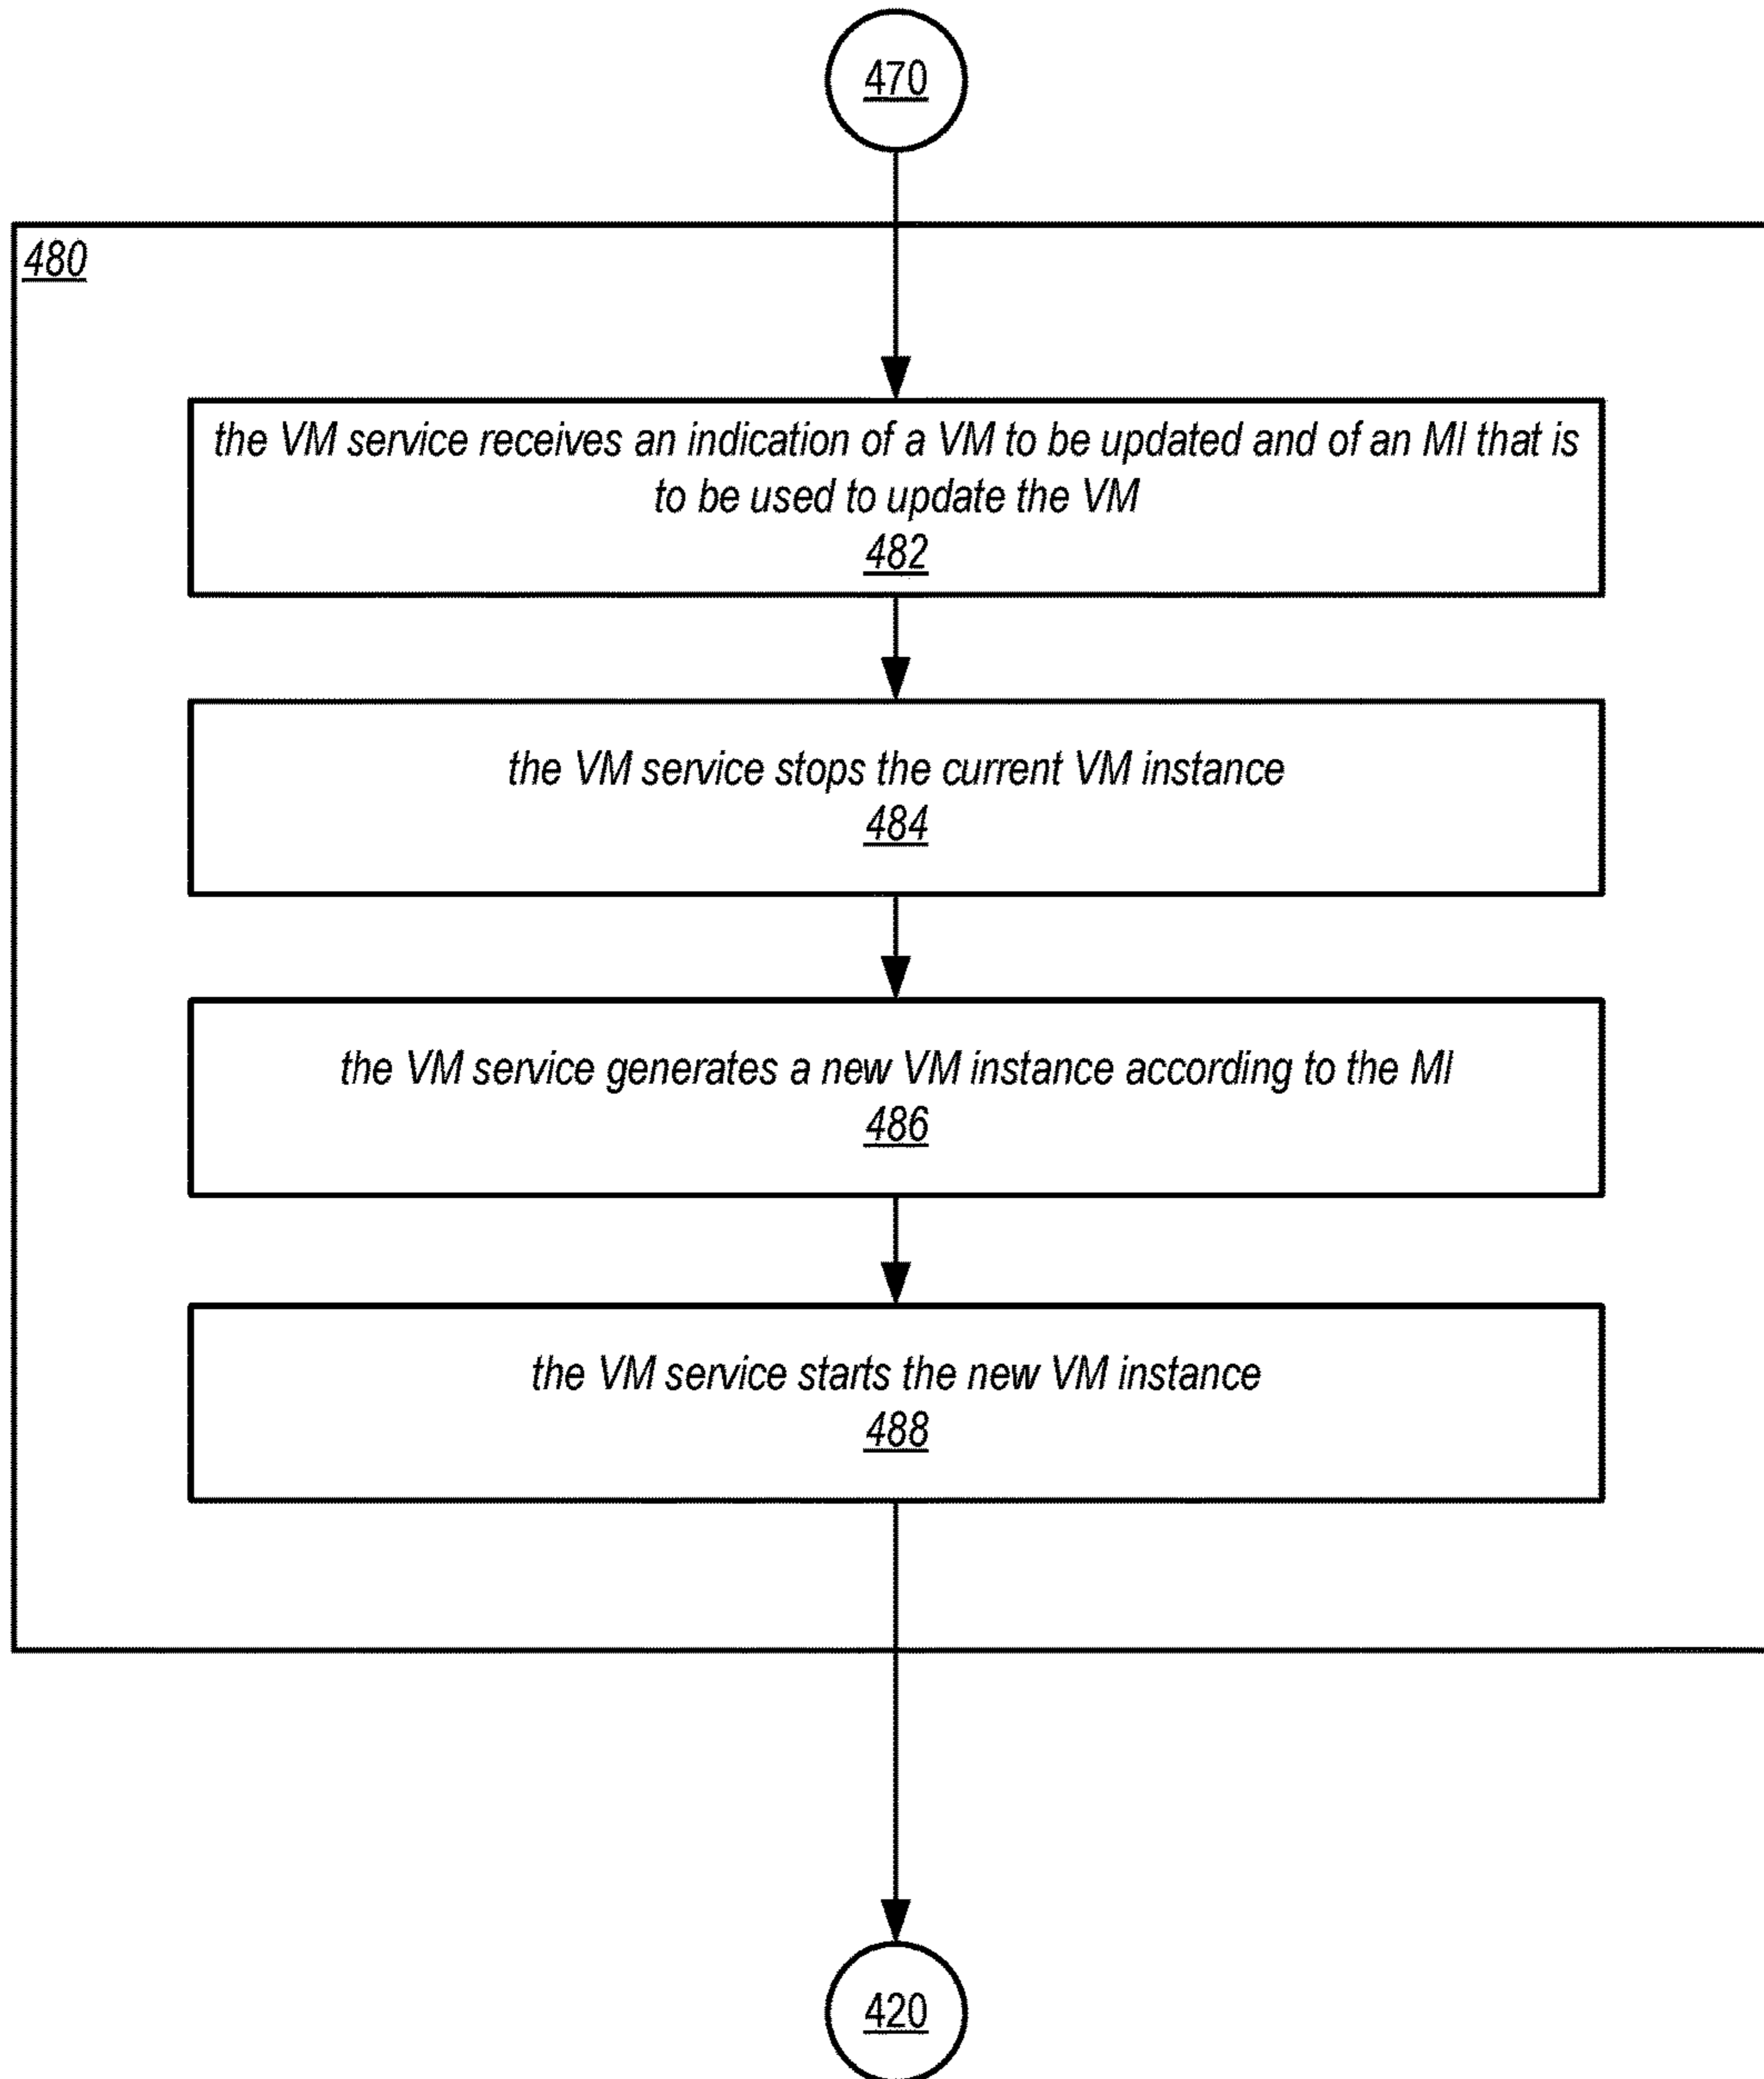 470
480
the VM service receives an indication of a VM to be updated and of an MI that is
to be used to update the VM
482
the VM service stops the current VM instance
484
the VM service generates a new VM instance according to the MI
486
the VM service starts the new VM instance
488
420